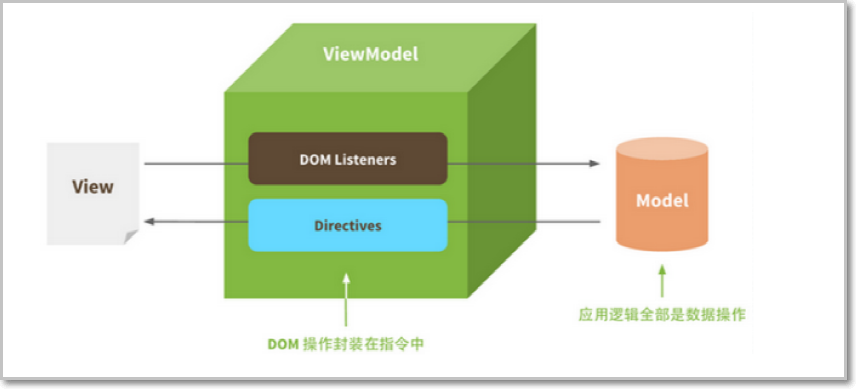 ViewModel
DOM Listeners
View
Model
Directives
应用逻辑全部是数据操作
DOM 操作封装在指令中